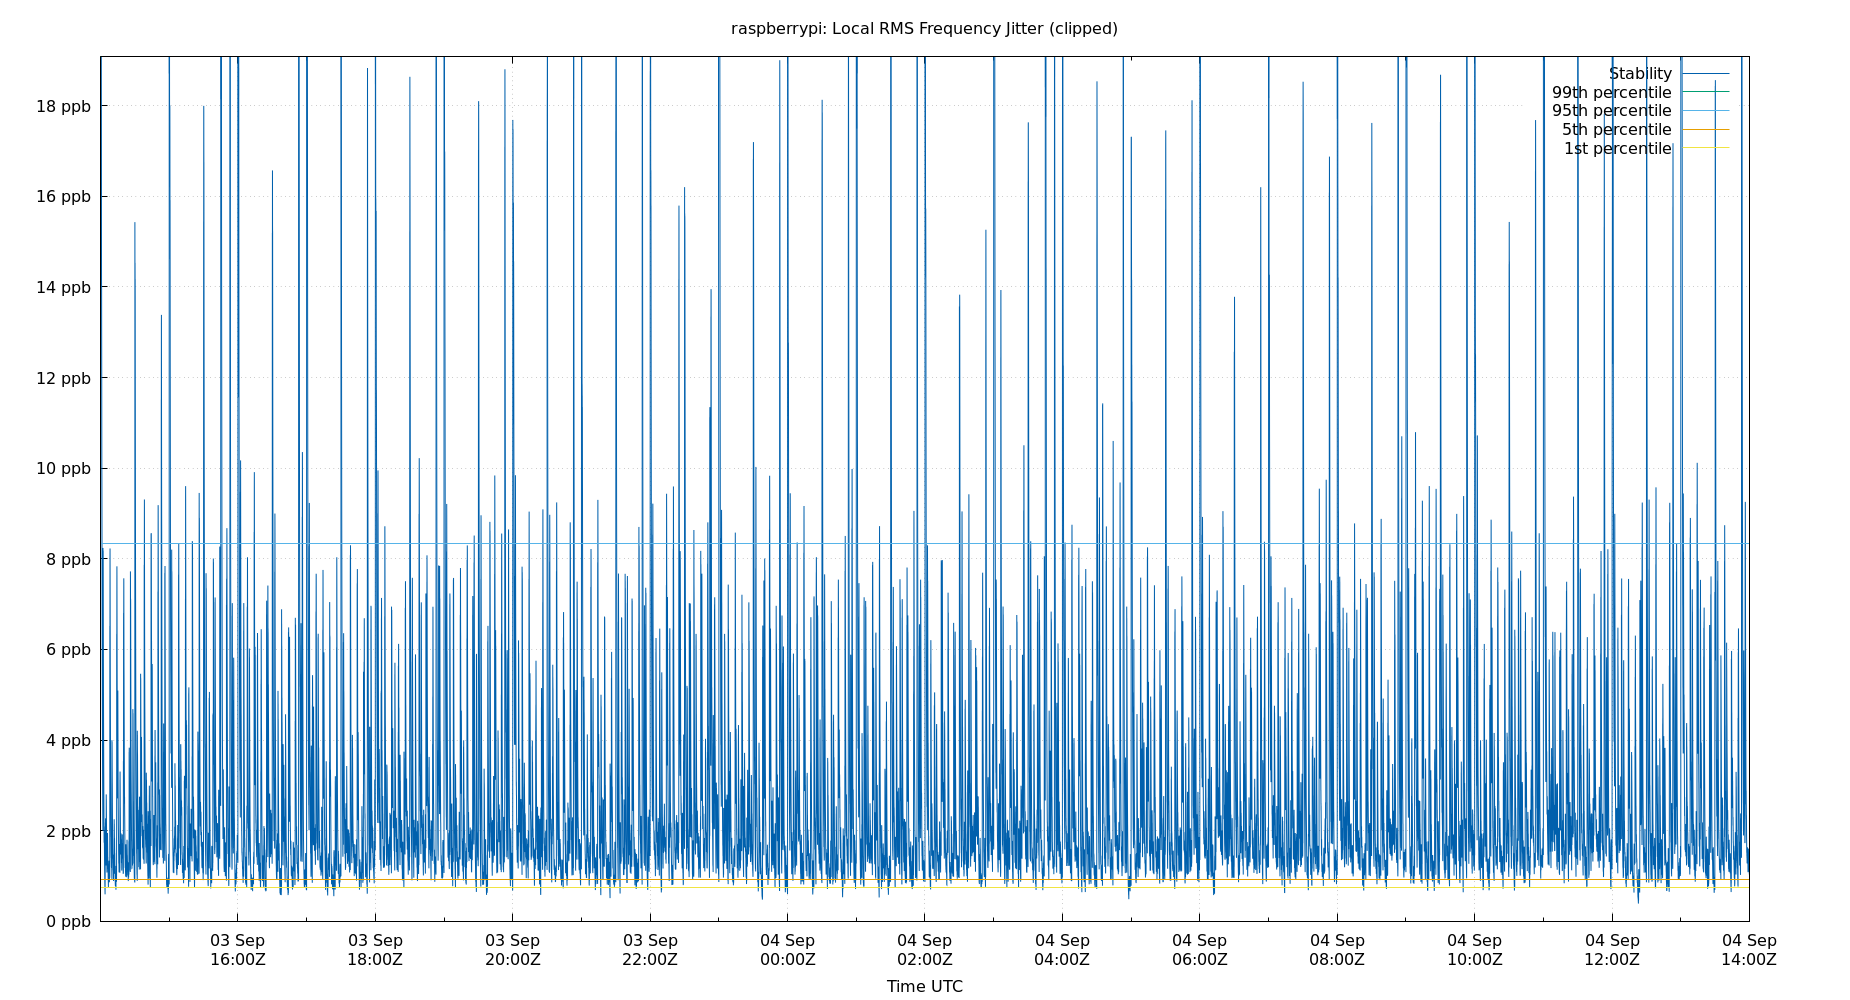 raspberrypi: Local RMS Frequency Jitter (clipped)
Stability
99th percentile
95th percentile
5th percentile
1st percentile
18 ppb
16 ppb
14 ppb
12 ppb
10 ppb
8 ppb
6 ppb
4 ppb
2 ppb
0 ppb
03 Sep 03 Sep 03 Sep 03 Sep 04 Sep 04 Sep 04 Sep 04 Sep 04 Sep 04 Sep 04 Sep 04 Sep
16:00Z 18:00Z 20:00Z 22:00Z 00:00Z 02:00Z 04:00Z 06:00Z 08:00Z 10:00Z 12:00Z 14:00Z
Time UTC